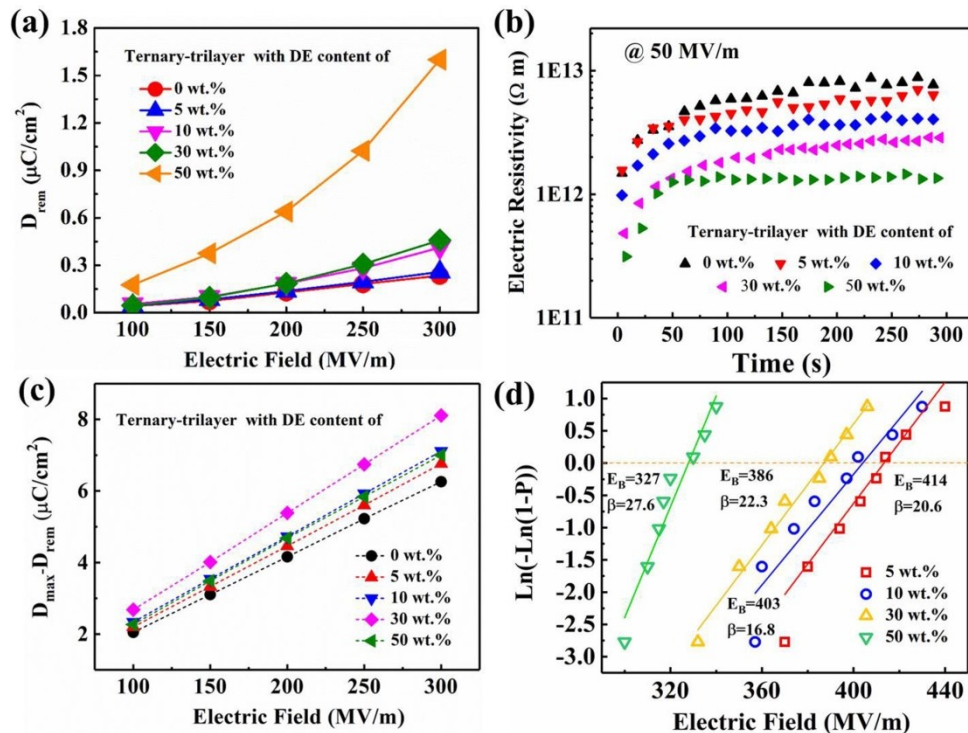 (a)
D_rem (μC/cm²)
1.8
1.5
1.2
0.9
0.6
0.3
0.0
Ternary-trilayer with DE content of
0 wt.%
5 wt.%
10 wt.%
30 wt.%
50 wt.%
100 150 200 250 300
Electric Field (MV/m)
(b)
Electric Resistivity (Ω m)
1E13
1E12
1E11
@ 50 MV/m
Ternary-trilayer with DE content of
0 wt.% 5 wt.% 10 wt.%
30 wt.% 50 wt.%
0 50 100 150 200 250 300
Time (s)
(c)
D_max-D_rem (μC/cm²)
8
6
4
2
Ternary-trilayer with DE content of
0 wt.%
5 wt.%
10 wt.%
30 wt.%
50 wt.%
100 150 200 250 300
Electric Field (MV/m)
(d)
Ln(-Ln(1-P))
1.0
0.5
0.0
-0.5
-1.0
-1.5
-2.0
-2.5
-3.0
E_B=327
β=27.6
E_B=386
β=22.3
E_B=414
β=20.6
E_B=403
β=16.8
5 wt.%
10 wt.%
30 wt.%
50 wt.%
320 360 400 440
Electric Field (MV/m)